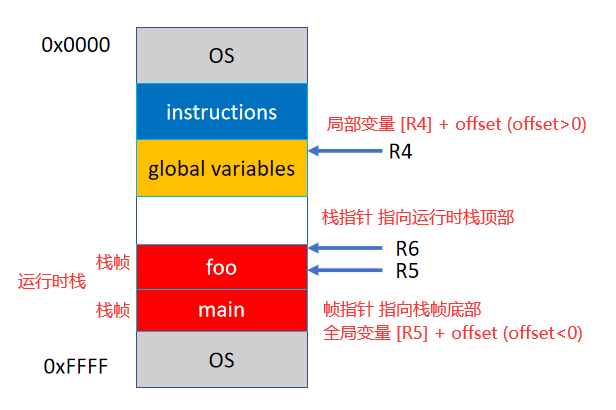 0x0000
OS
instructions
局部变量 [R4] + offset (offset>0)
R4
global variables
栈指针 指向运行时栈顶部
R6
栈帧
foo
R5
运行时栈
栈帧
main
帧指针 指向栈帧底部
全局变量 [R5] + offset (offset<0)
0xFFFF
OS